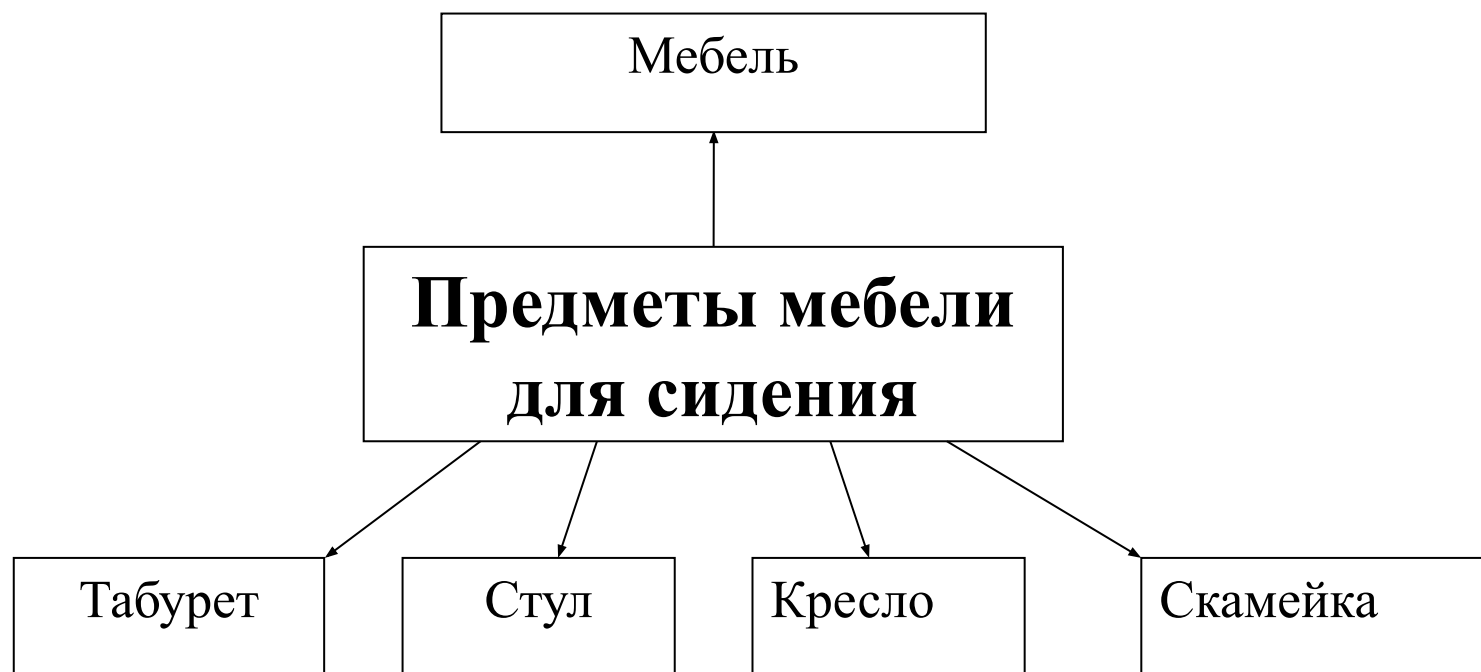 Мебель
Предметы мебели
для сидения
Табурет
Стул
Кресло
Скамейка